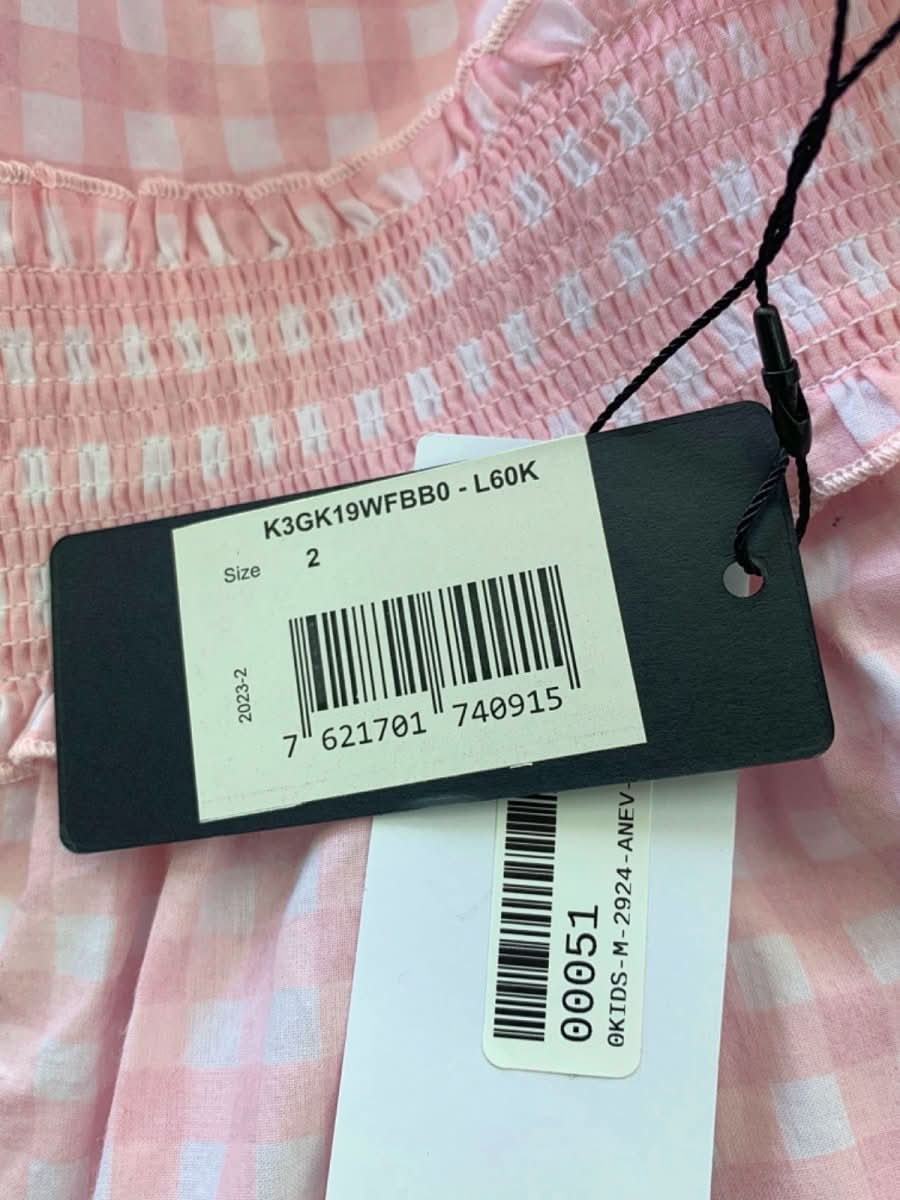 K3GK19WFBB0 - L60K
Size 2
2023-2
7 621701 740915
00051
0KIDS-M-2924-ANEV-